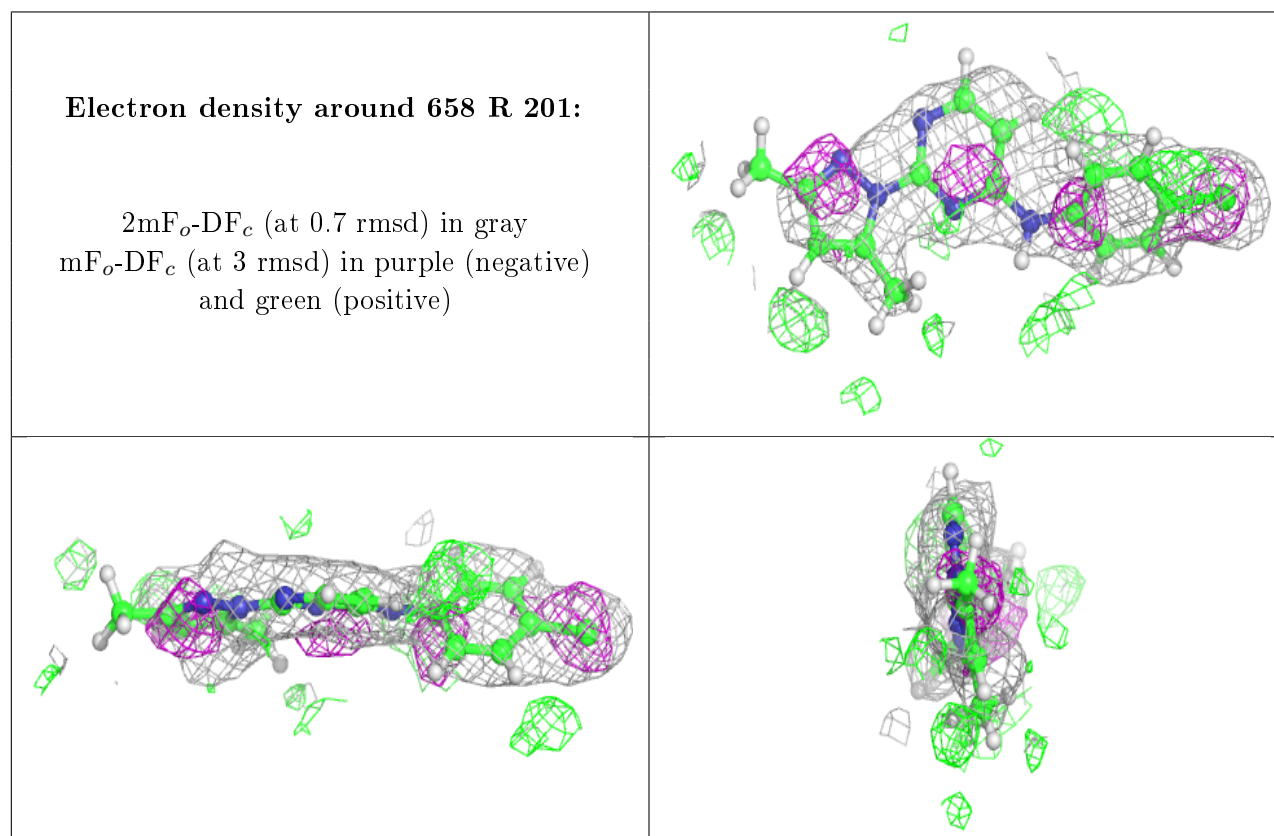 Electron density around 658 R 201:
2mFₒ-DF𝒸 (at 0.7 rmsd) in gray
mFₒ-DF𝒸 (at 3 rmsd) in purple (negative)
and green (positive)